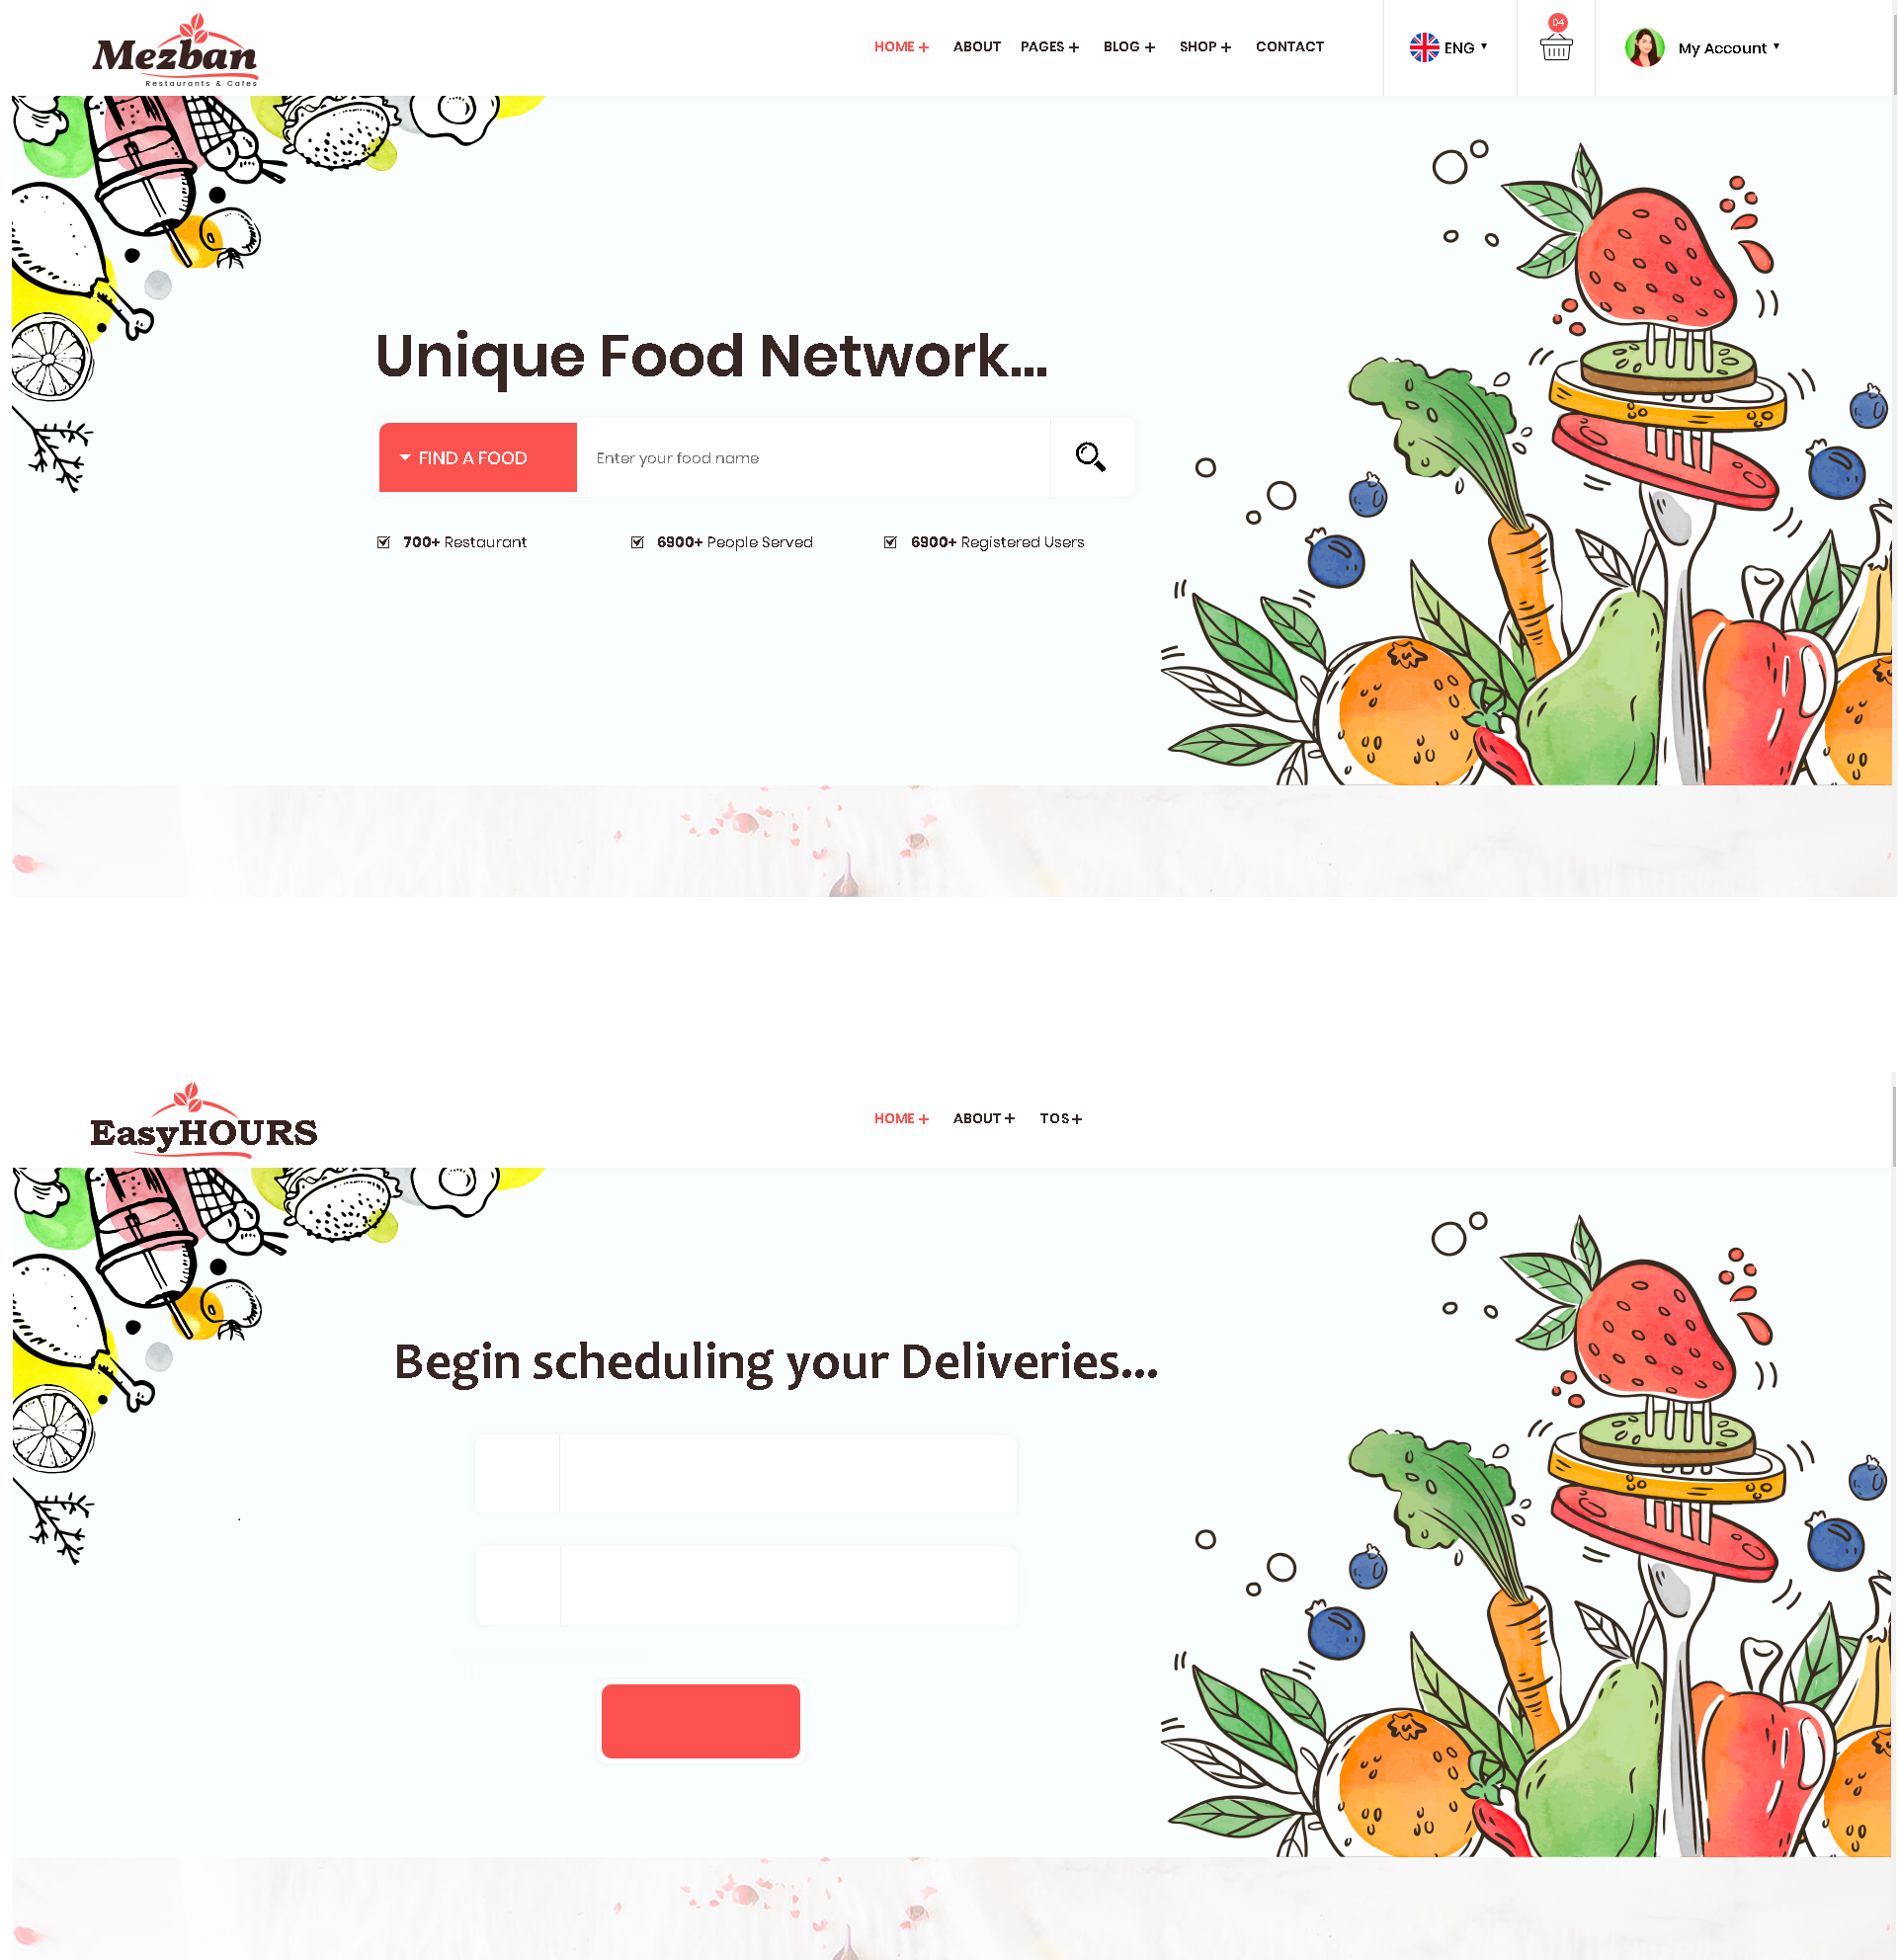 Mezban
Restaurants & Cafes
HOME + ABOUT PAGES + BLOG + SHOP + CONTACT
ENG
04
My Account
Unique Food Network...
FIND A FOOD
Enter your food name
700+ Restaurant
6900+ People Served
6900+ Registered Users
EasyHOURS
HOME + ABOUT + TOS +
Begin scheduling your Deliveries...